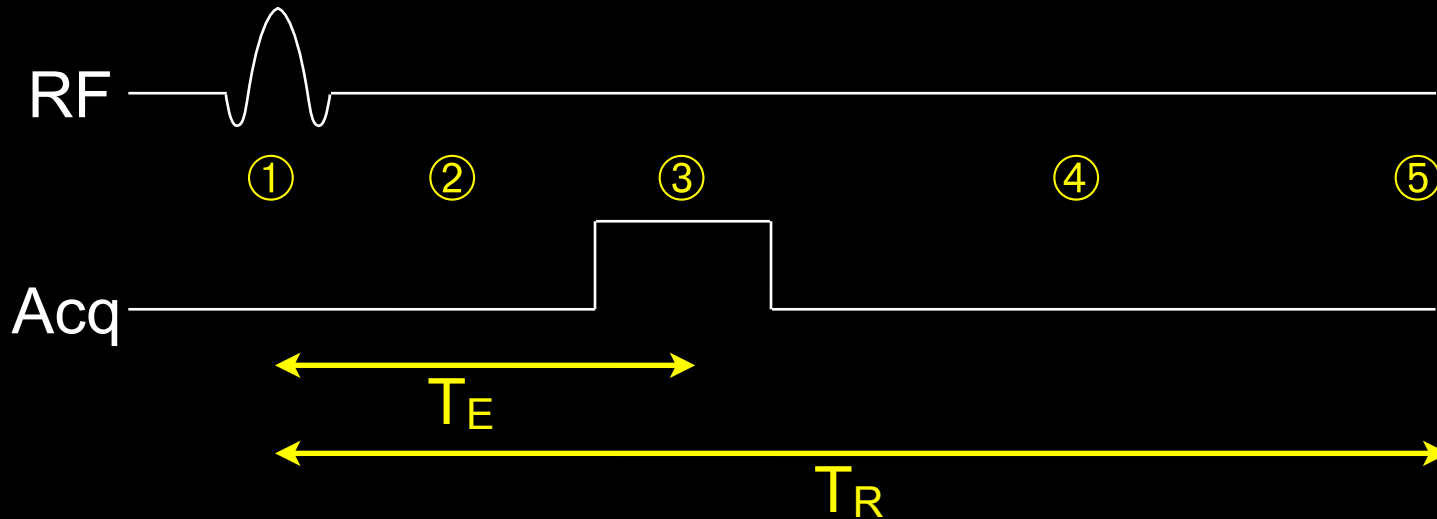 RF
① ② ③ ④ ⑤
Acq
TE
TR